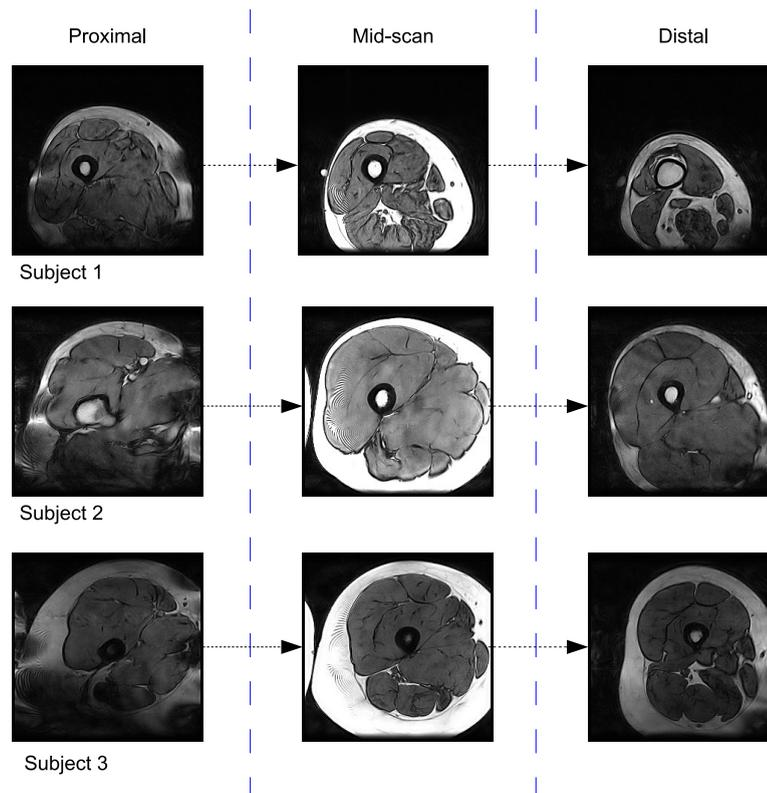 Proximal
Mid-scan
Distal
Subject 1
Subject 2
Subject 3